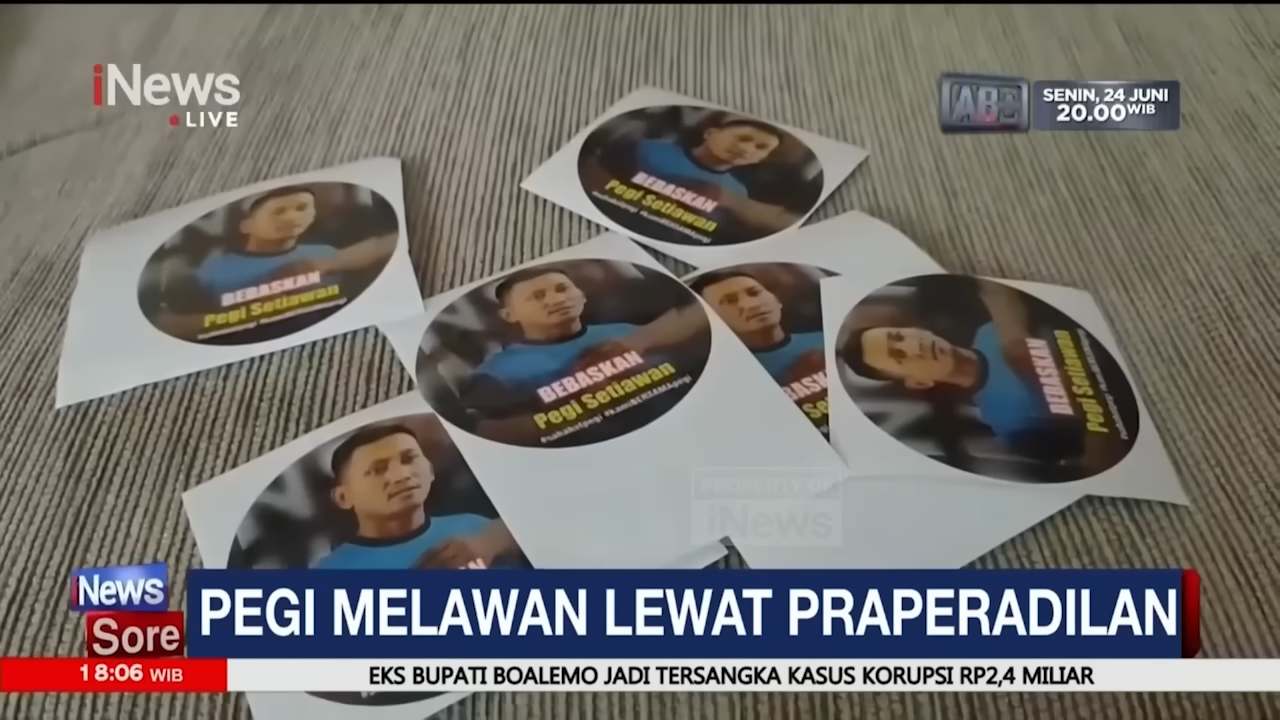 iNews
LIVE
SENIN, 24 JUNI
20.00 WIB
BEBASKAN
Pegi Setiawan
BEBASKAN
Pegi Setiawan
BEBASKAN
Pegi Setiawan
#sahabatpegi #kamiBERSAMApegi
BEBASKAN
Pegi Setiawan
PROPERTY OF
iNews
iNews
Sore
PEGI MELAWAN LEWAT PRAPERADILAN
18:06 WIB
EKS BUPATI BOALEMO JADI TERSANGKA KASUS KORUPSI RP2,4 MILIAR